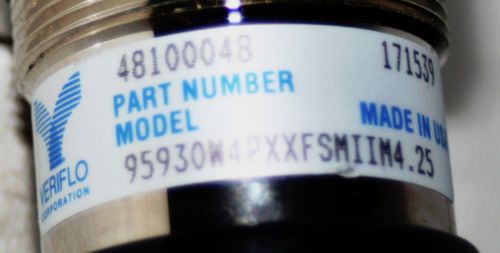 48100048 171539
PART NUMBER
MODEL MADE IN USA
95930W4PXXFSMIIM4.25
VERIFLO
CORPORATION